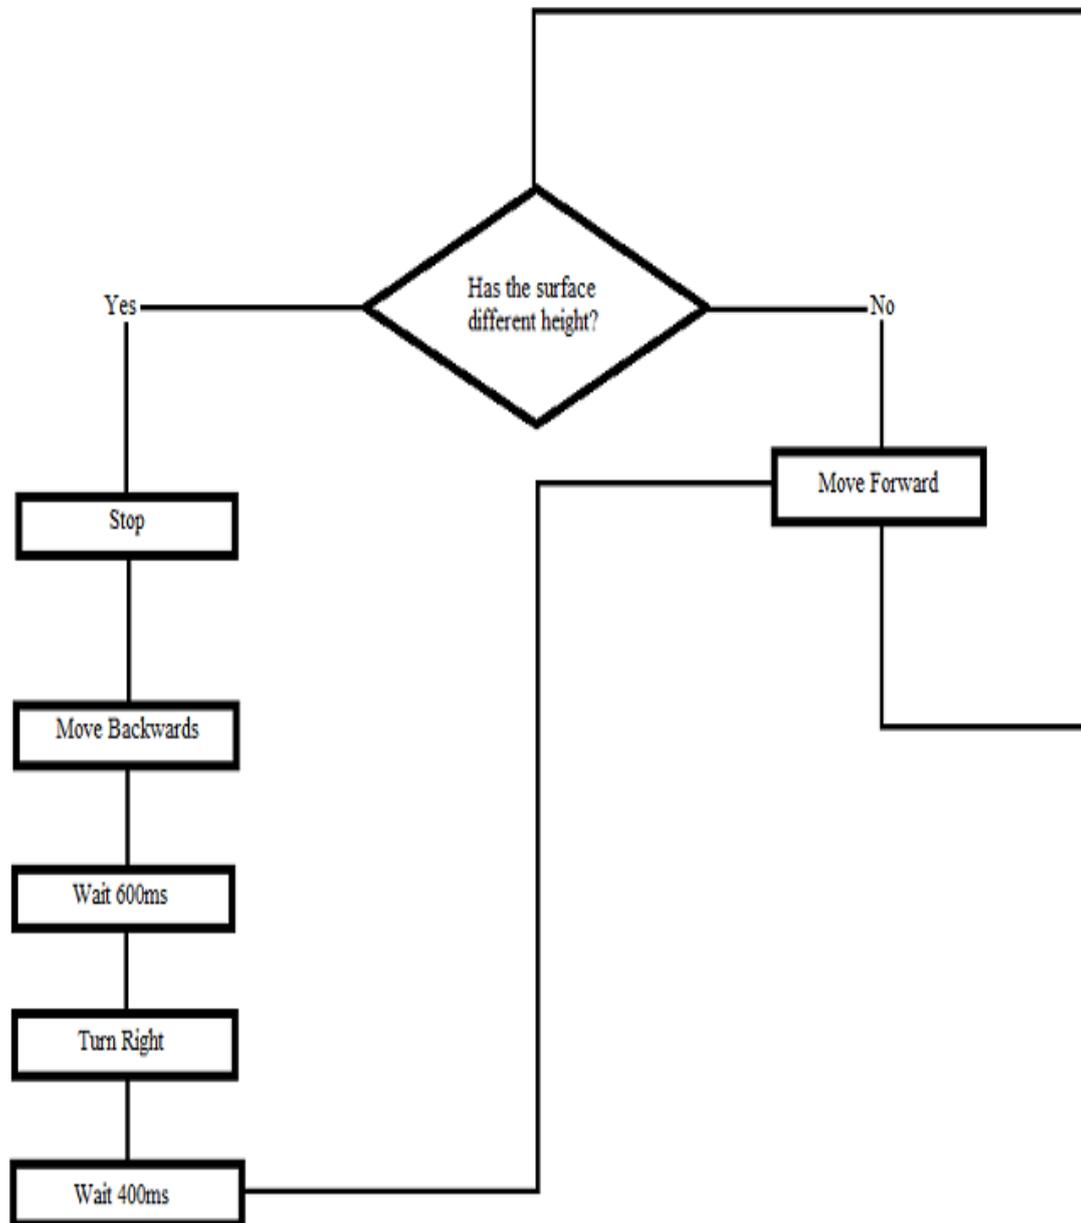 Has the surface
different height?
Yes
No
Stop
Move Forward
Move Backwards
Wait 600ms
Turn Right
Wait 400ms